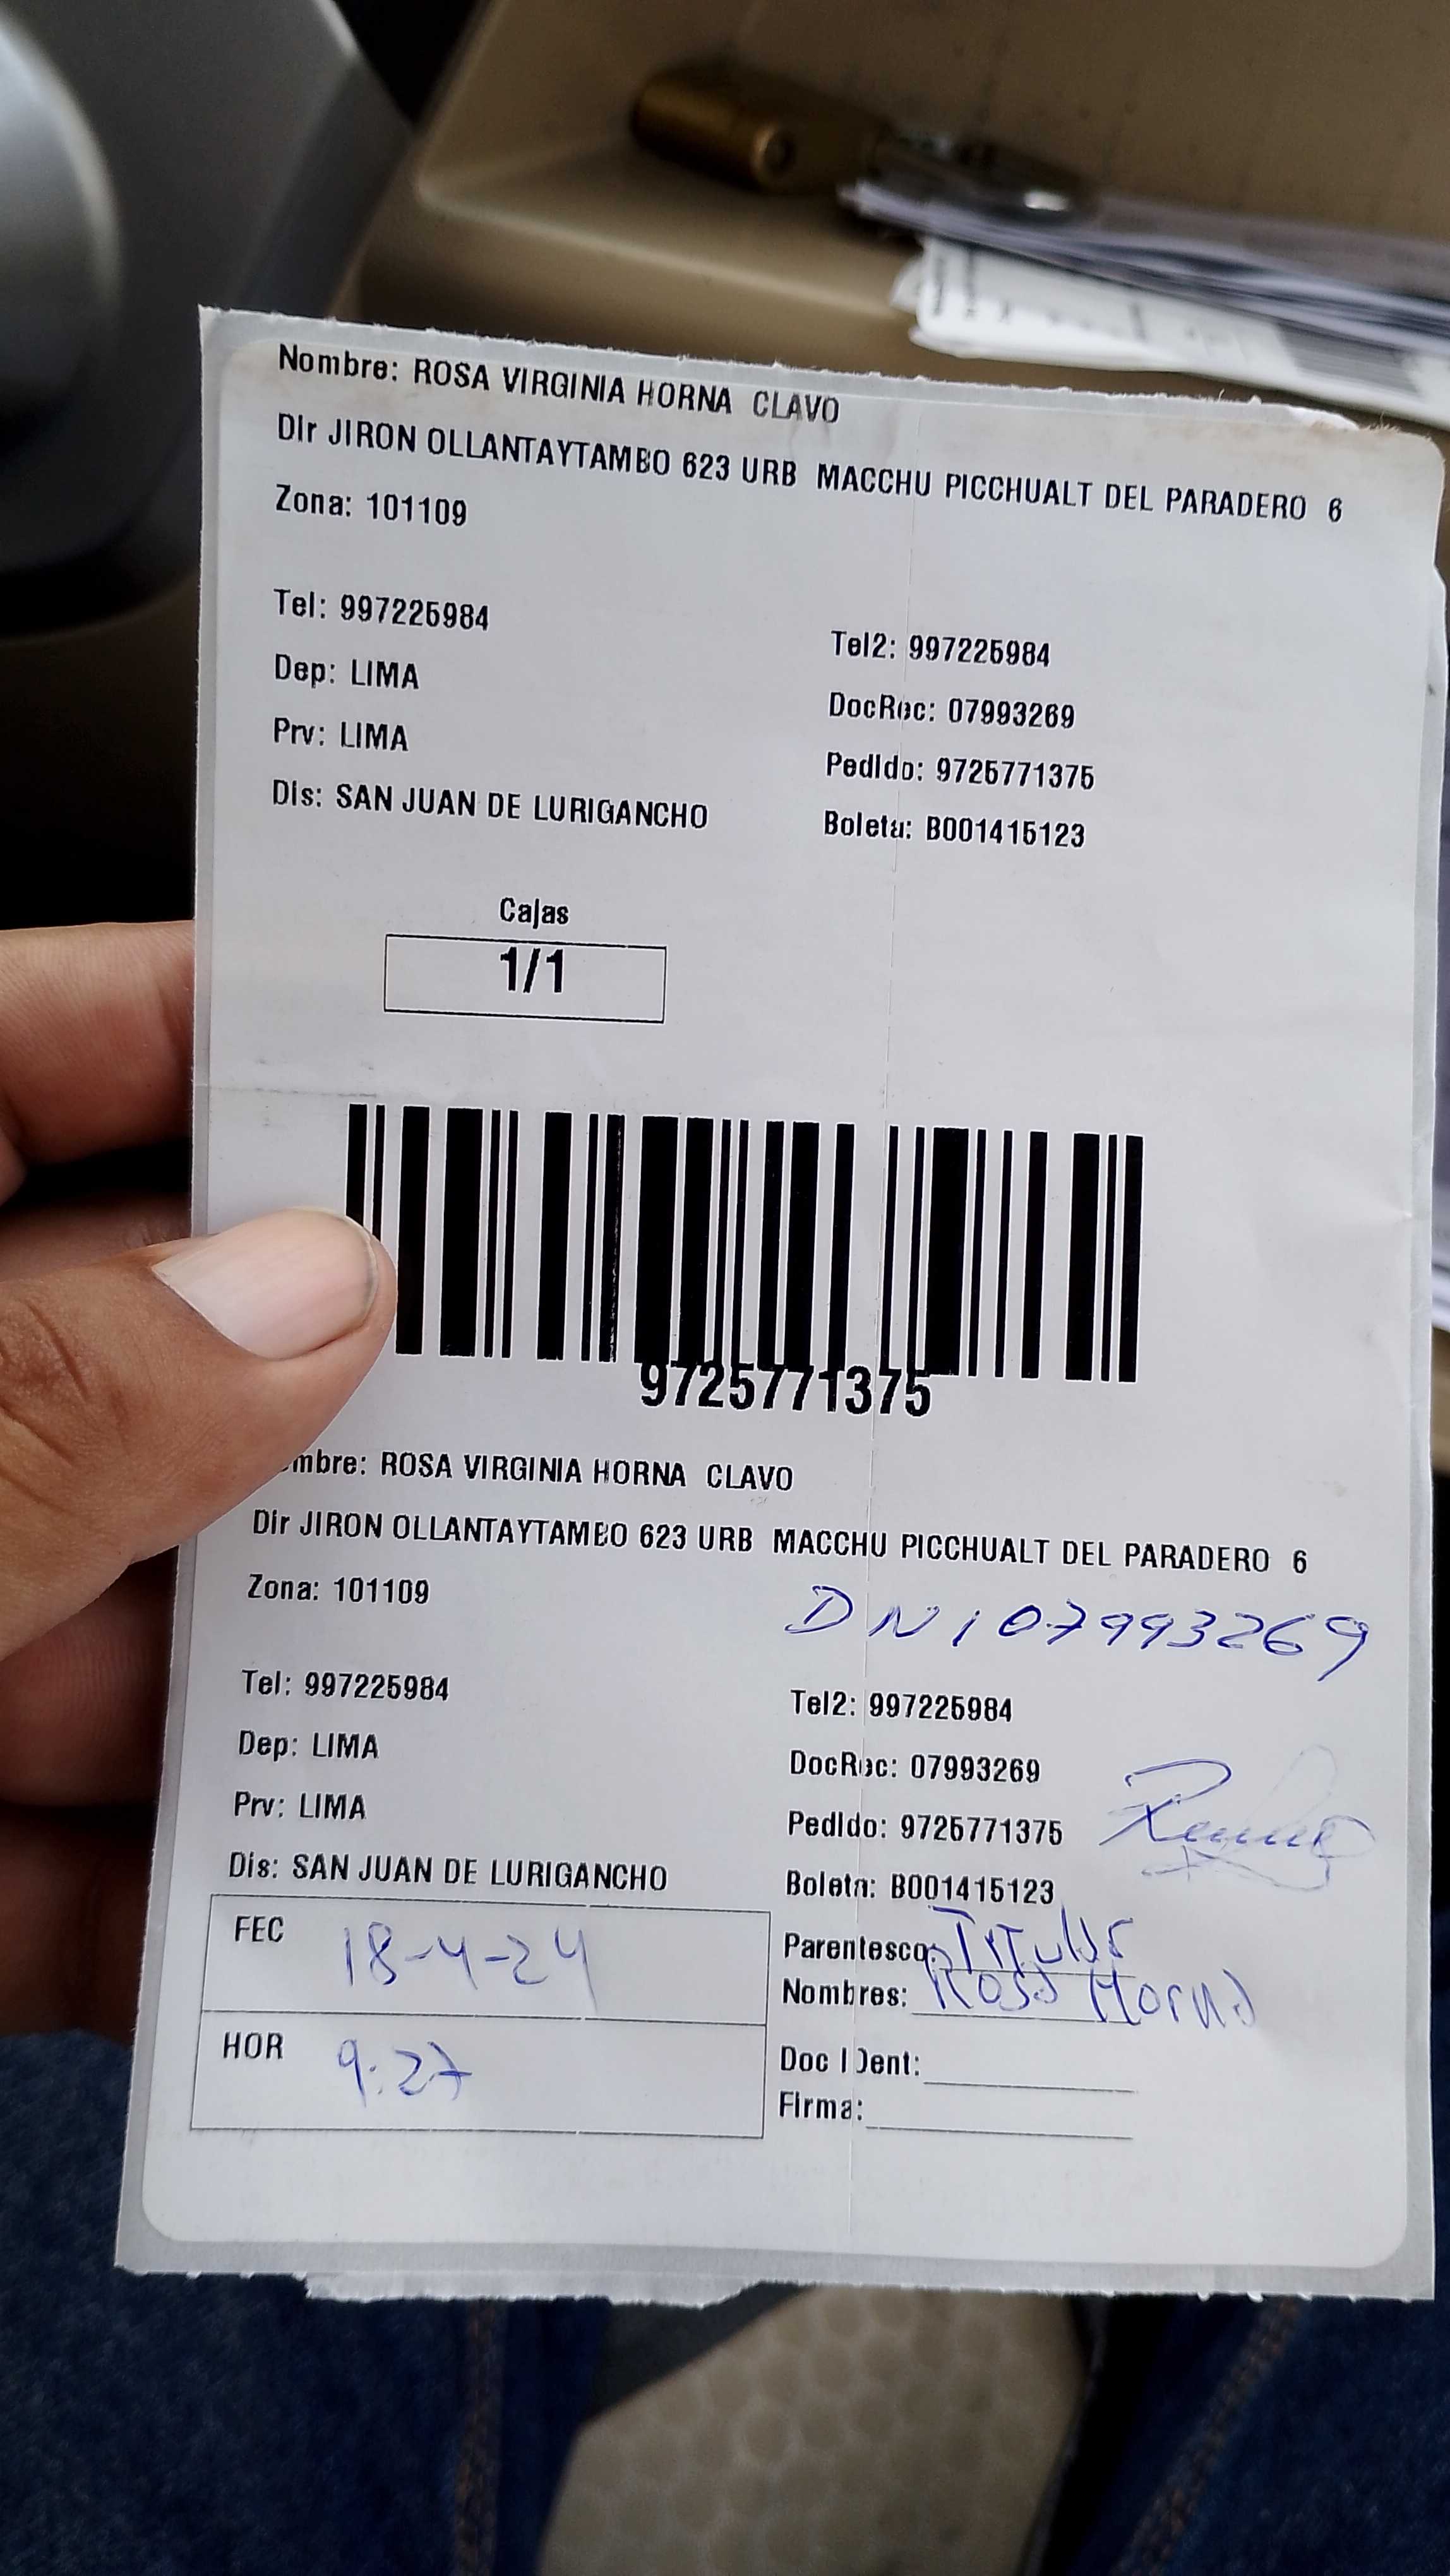 Nombre: ROSA VIRGINIA HORNA CLAVO
Dir JIRON OLLANTAYTAMBO 623 URB MACCHU PICCHUALT DEL PARADERO 6
Zona: 101109
Tel: 997225984
Tel2: 997225984
Dep: LIMA
DocRec: 07993269
Prv: LIMA
Pedido: 9725771375
Dis: SAN JUAN DE LURIGANCHO
Boleta: B001415123
Cajas
1/1
9725771375
mbre: ROSA VIRGINIA HORNA CLAVO
Dir JIRON OLLANTAYTAMBO 623 URB MACCHU PICCHUALT DEL PARADERO 6
Zona: 101109
DNI 07993269
Tel: 997225984
Tel2: 997225984
Dep: LIMA
DocRec: 07993269
Prv: LIMA
Pedido: 9725771375
Dis: SAN JUAN DE LURIGANCHO
Boleta: B001415123
FEC 18-4-24
Parentesco: Titular
Nombres: Rosa Horna
HOR 9:27
Doc IDent:
Firma: